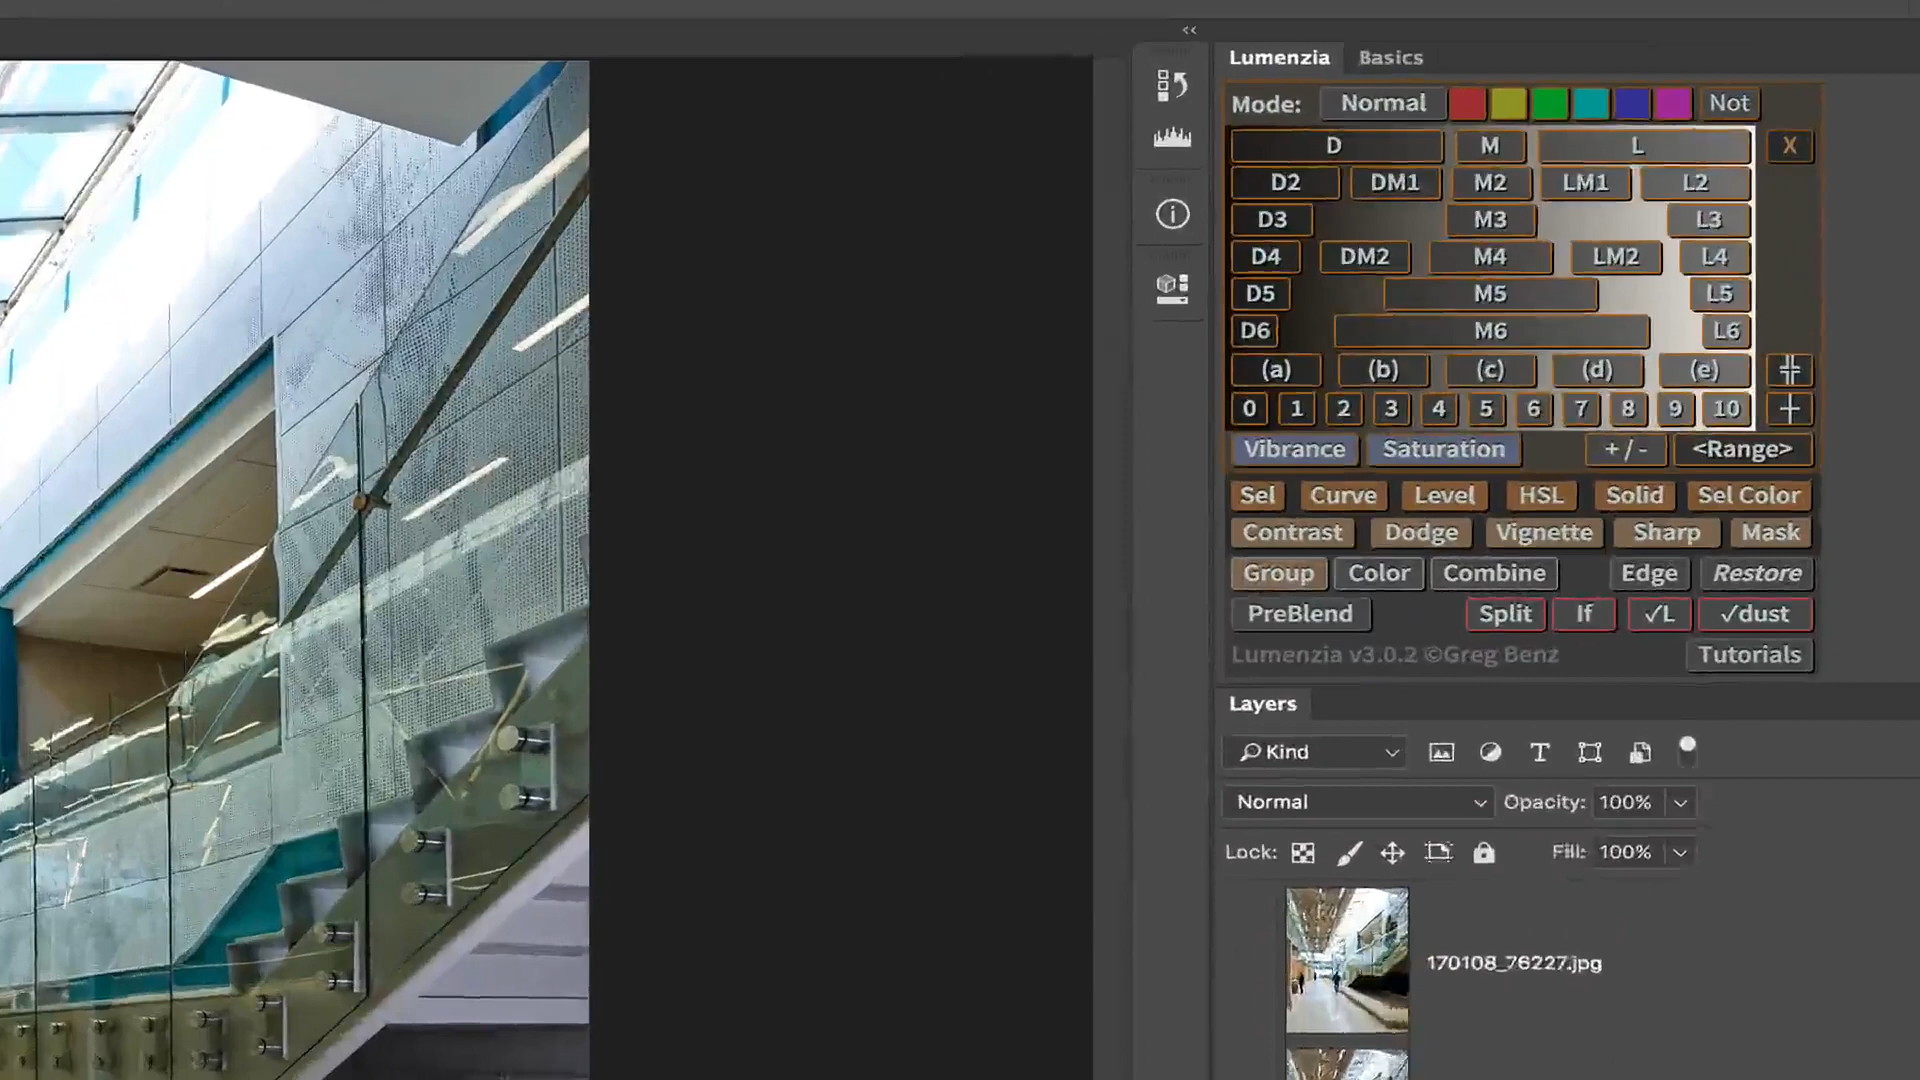 Lumenzia Basics
Mode: Normal Not
D M L X
D2 DM1 M2 LM1 L2
D3 M3 L3
D4 DM2 M4 LM2 L4
D5 M5 L5
D6 M6 L6
(a) (b) (c) (d) (e)
0 1 2 3 4 5 6 7 8 9 10
Vibrance Saturation +/- <Range>
Sel Curve Level HSL Solid Sel Color
Contrast Dodge Vignette Sharp Mask
Group Color Combine Edge Restore
PreBlend Split If √L √dust
Lumenzia v3.0.2 ©Greg Benz Tutorials
Layers
Kind
Normal Opacity: 100%
Lock: Fill: 100%
170108_76227.jpg